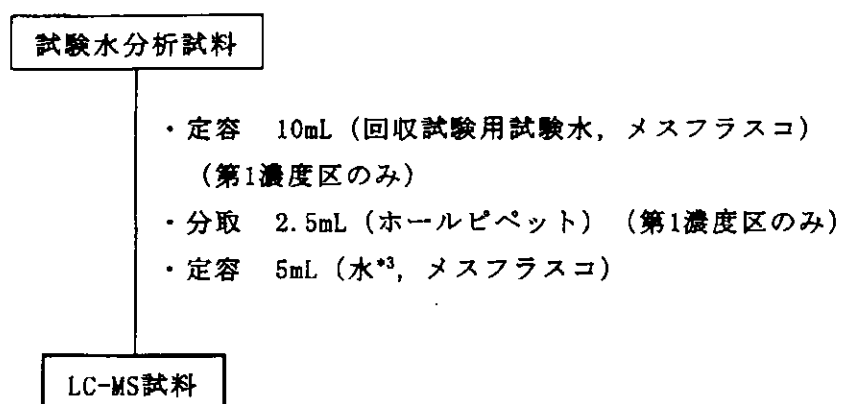 試験水分析試料
・定容　10mL（回収試験用試験水，メスフラスコ）
（第1濃度区のみ）
・分取　2.5mL（ホールピペット）（第1濃度区のみ）
・定容　5mL（水*3，メスフラスコ）
LC-MS試料